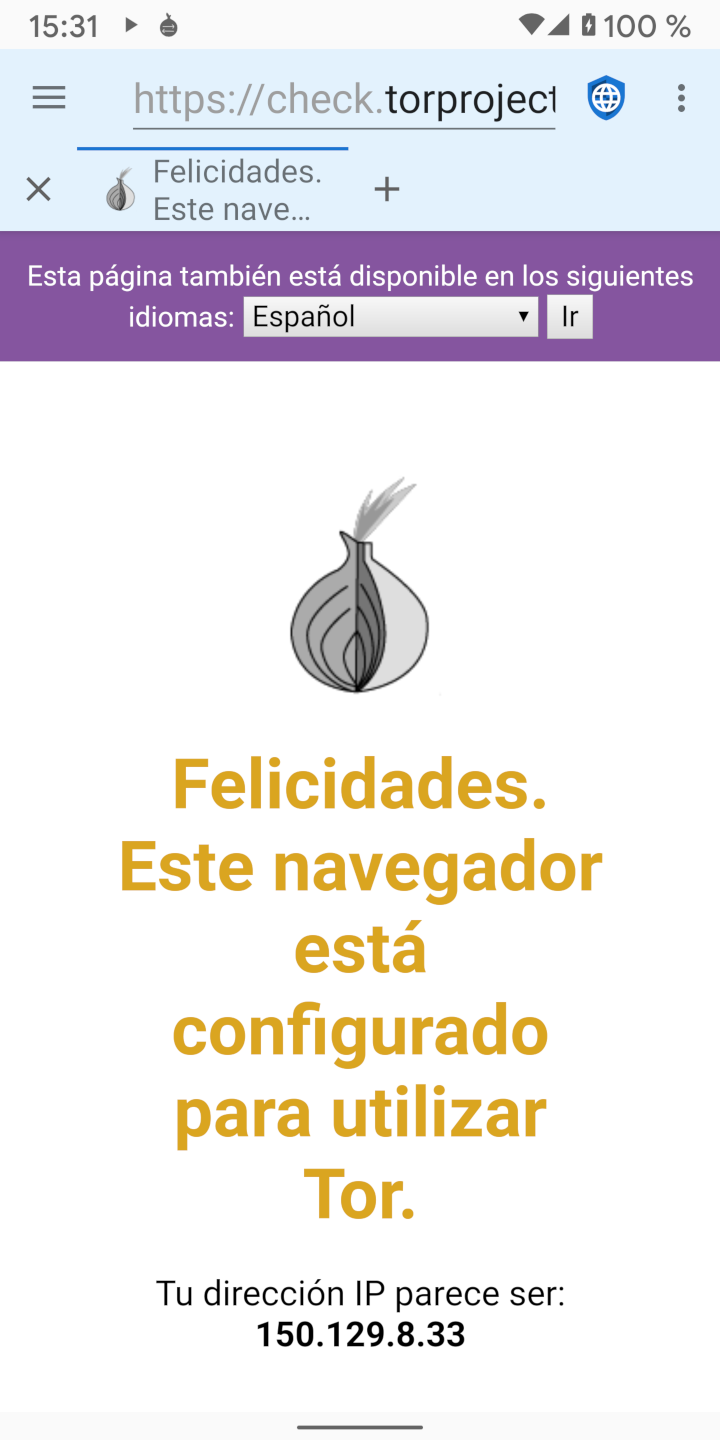 15:31
100 %
https://check.torproject
Felicidades.
Este nave…
Esta página también está disponible en los siguientes
idiomas: Español Ir
Felicidades.
Este navegador
está
configurado
para utilizar
Tor.
Tu dirección IP parece ser:
150.129.8.33